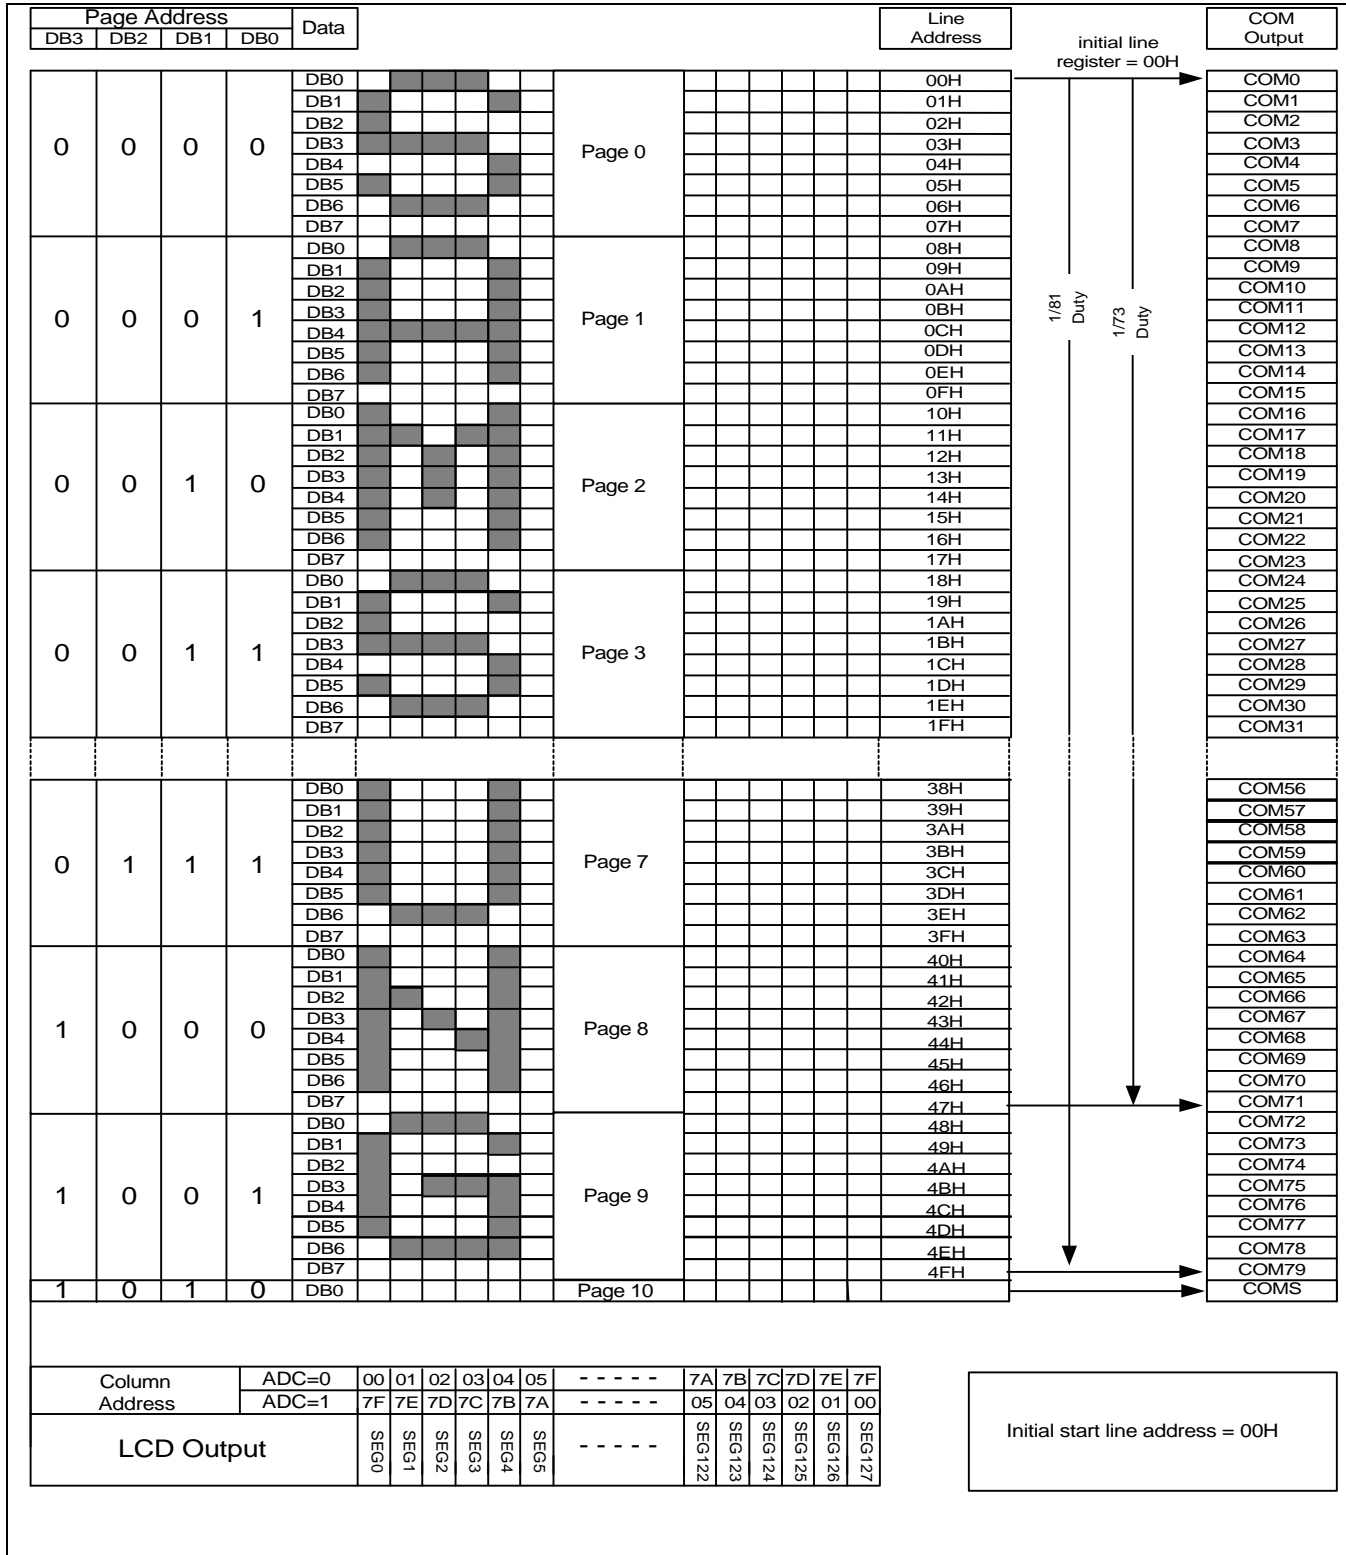 Page Address Data Line Address COM Output
DB3 DB2 DB1 DB0
initial line
register = 00H
DB0 00H COM0
DB1 01H COM1
DB2 02H COM2
0 0 0 0 DB3 Page 0 03H COM3
DB4 04H COM4
DB5 05H COM5
DB6 06H COM6
DB7 07H COM7
DB0 08H COM8
DB1 09H COM9
DB2 0AH COM10
0 0 0 1 DB3 Page 1 0BH 1/81 Duty 1/73 Duty COM11
DB4 0CH COM12
DB5 0DH COM13
DB6 0EH COM14
DB7 0FH COM15
DB0 10H COM16
DB1 11H COM17
DB2 12H COM18
0 0 1 0 DB3 Page 2 13H COM19
DB4 14H COM20
DB5 15H COM21
DB6 16H COM22
DB7 17H COM23
DB0 18H COM24
DB1 19H COM25
DB2 1AH COM26
0 0 1 1 DB3 Page 3 1BH COM27
DB4 1CH COM28
DB5 1DH COM29
DB6 1EH COM30
DB7 1FH COM31
DB0 38H COM56
DB1 39H COM57
DB2 3AH COM58
DB3 3BH COM59
0 1 1 1 DB4 Page 7 3CH COM60
DB5 3DH COM61
DB6 3EH COM62
DB7 3FH COM63
DB0 40H COM64
DB1 41H COM65
DB2 42H COM66
DB3 43H COM67
1 0 0 0 DB4 Page 8 44H COM68
DB5 45H COM69
DB6 46H COM70
DB7 47H COM71
DB0 48H COM72
DB1 49H COM73
DB2 4AH COM74
1 0 0 1 DB3 Page 9 4BH COM75
DB4 4CH COM76
DB5 4DH COM77
DB6 4EH COM78
DB7 4FH COM79
1 0 1 0 DB0 Page 10 COMS
Column Address ADC=0 00 01 02 03 04 05 - - - - - 7A 7B 7C 7D 7E 7F
ADC=1 7F 7E 7D 7C 7B 7A - - - - - 05 04 03 02 01 00
LCD Output SEG0 SEG1 SEG2 SEG3 SEG4 SEG5 - - - - - SEG122 SEG123 SEG124 SEG125 SEG126 SEG127
Initial start line address = 00H